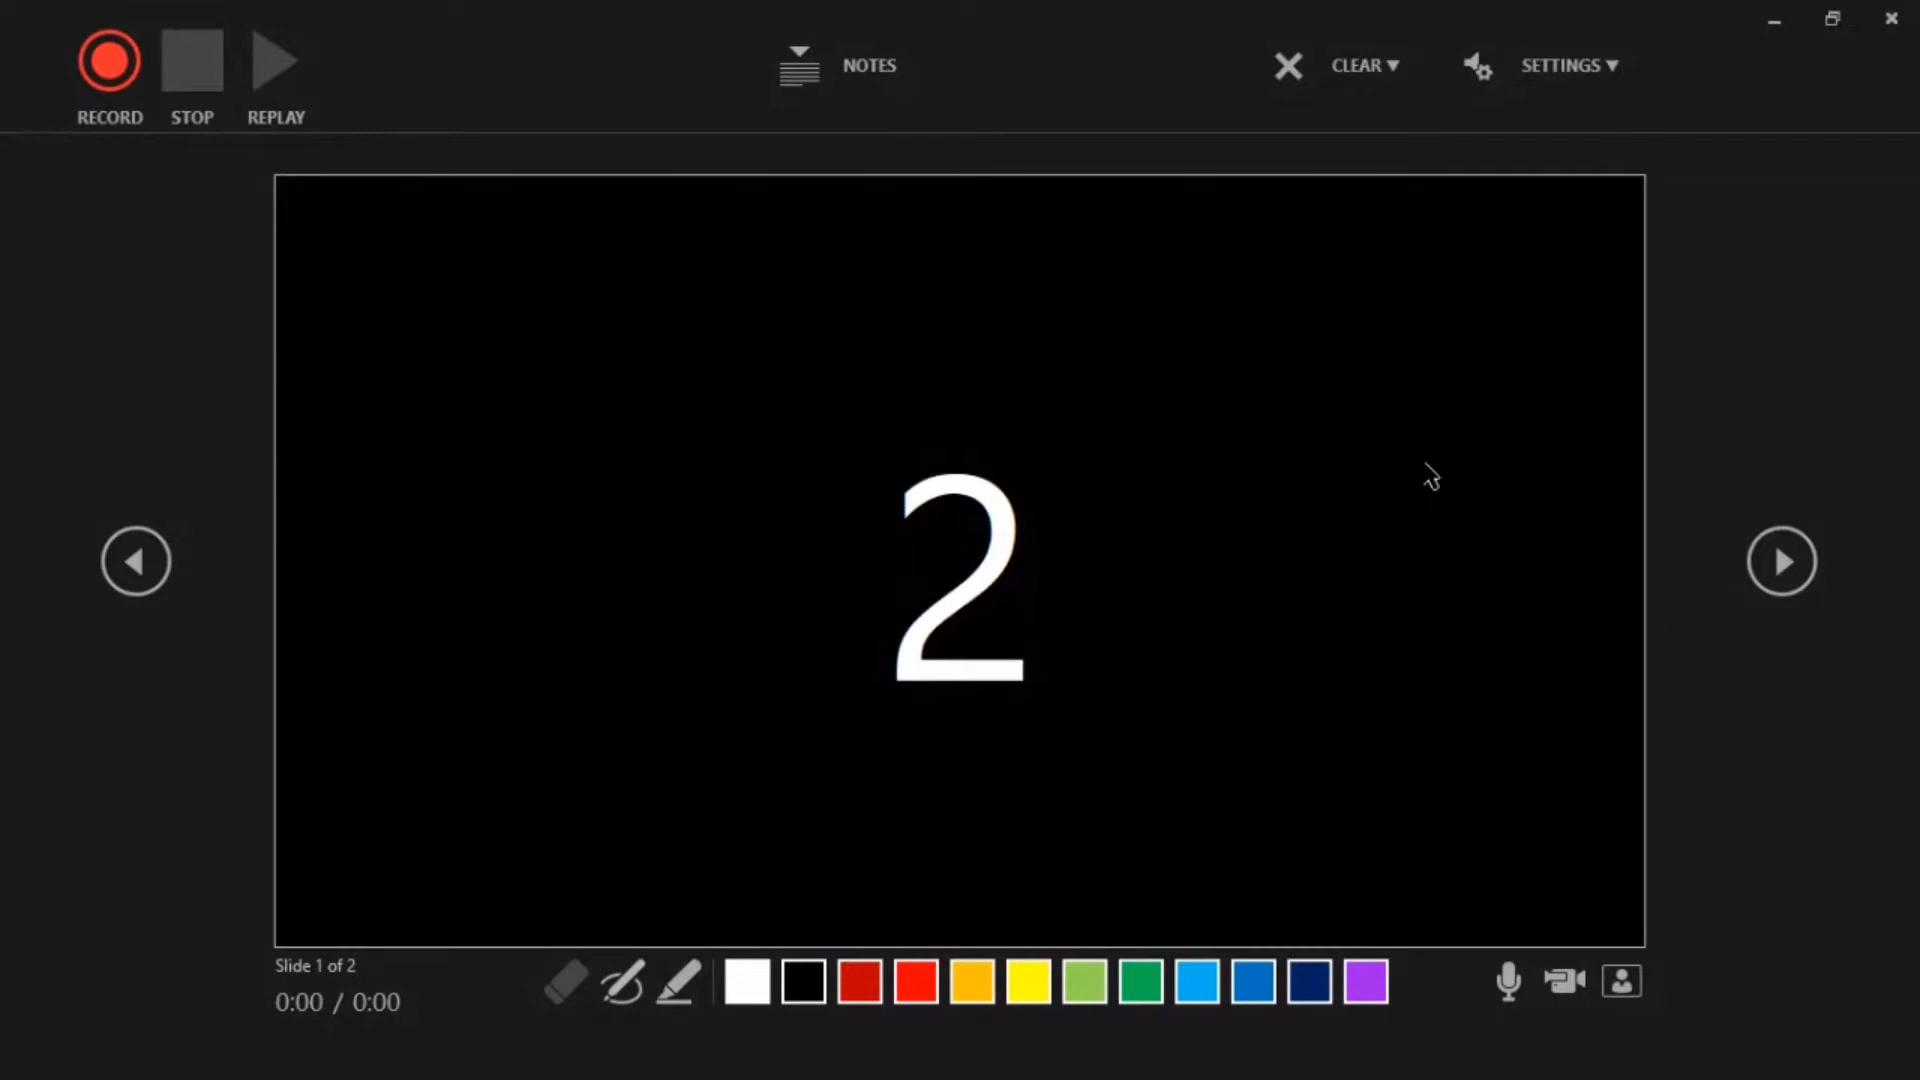 RECORD STOP REPLAY
NOTES
CLEAR
SETTINGS
2
Slide 1 of 2
0:00 / 0:00